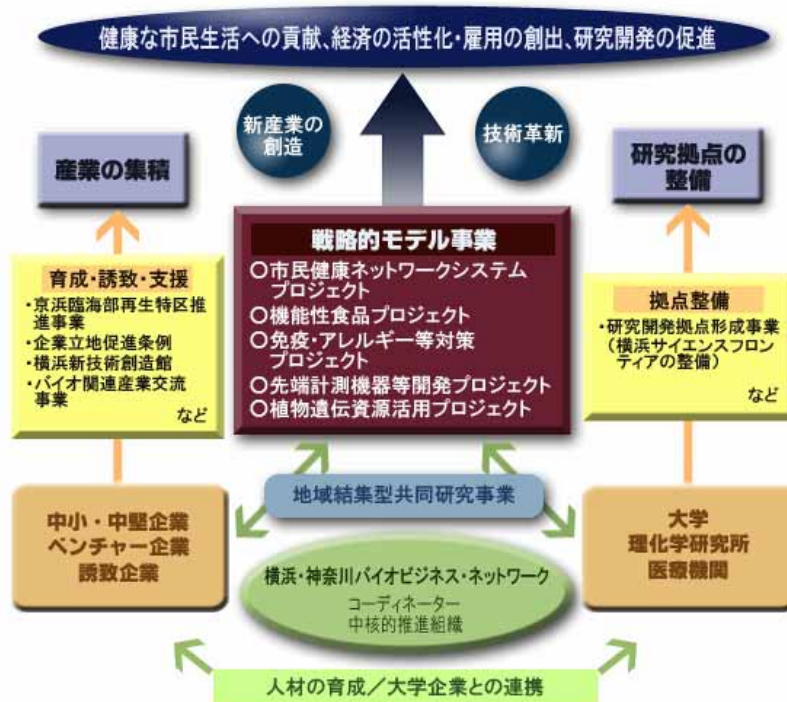 健康な市民生活への貢献、経済の活性化・雇用の創出、研究開発の促進
新産業の
創造
技術革新
産業の集積
研究拠点の
整備
戦略的モデル事業
○市民健康ネットワークシステム
プロジェクト
○機能性食品プロジェクト
○免疫・アレルギー等対策
プロジェクト
○先端計測機器等開発プロジェクト
○植物遺伝資源活用プロジェクト
育成・誘致・支援
・京浜臨海部再生特区推
進事業
・企業立地促進条例
・横浜新技術創造館
・バイオ関連産業交流
事業
など
拠点整備
・研究開発拠点形成事業
(横浜サイエンスフロン
ティアの整備)
など
地域結集型共同研究事業
中小・中堅企業
ベンチャー企業
誘致企業
横浜・神奈川バイオビジネス・ネットワーク
コーディネーター
中核的推進組織
大学
理化学研究所
医療機関
人材の育成/大学企業との連携